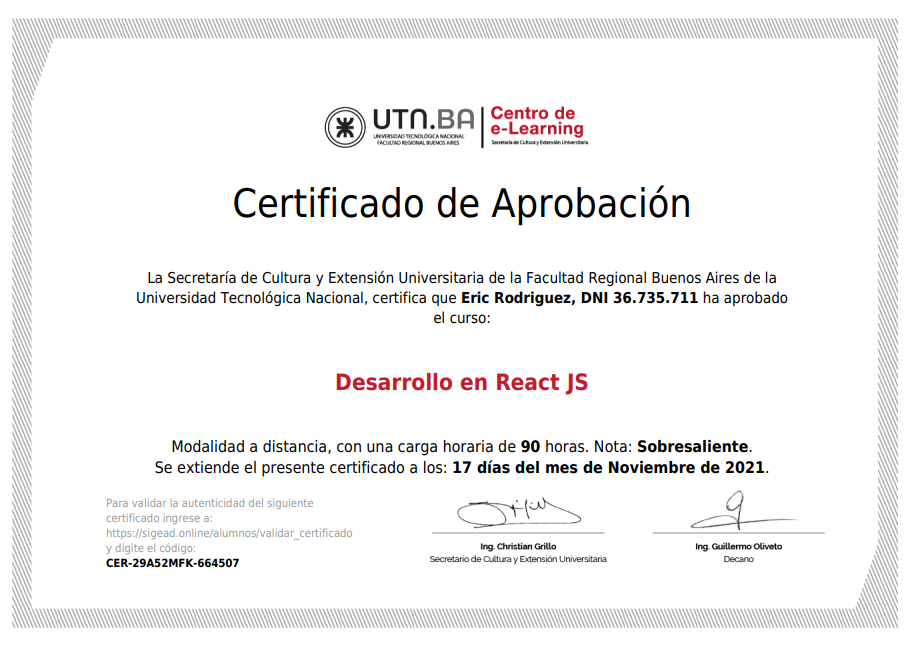 UTN.BA
UNIVERSIDAD TECNOLÓGICA NACIONAL
FACULTAD REGIONAL BUENOS AIRES
Centro de
e-Learning
Secretaría de Cultura y Extensión Universitaria
Certificado de Aprobación
La Secretaría de Cultura y Extensión Universitaria de la Facultad Regional Buenos Aires de la
Universidad Tecnológica Nacional, certifica que Eric Rodriguez, DNI 36.735.711 ha aprobado
el curso:
Desarrollo en React JS
Modalidad a distancia, con una carga horaria de 90 horas. Nota: Sobresaliente.
Se extiende el presente certificado a los: 17 días del mes de Noviembre de 2021.
Para validar la autenticidad del siguiente
certificado ingrese a:
https://sigead.online/alumnos/validar_certificado
y digite el código:
CER-29A52MFK-664507
Ing. Christian Grillo
Secretario de Cultura y Extensión Universitaria
Ing. Guillermo Oliveto
Decano